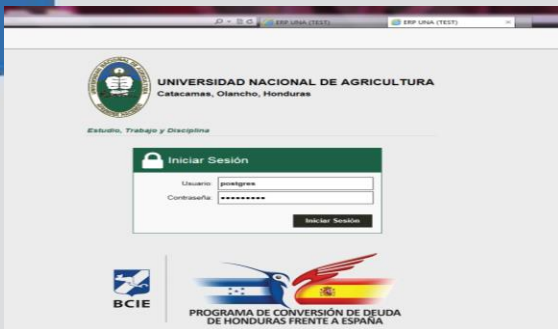 ERP UNA (TEST)
ERP UNA (TEST)
UNIVERSIDAD NACIONAL DE AGRICULTURA
Catacamas, Olancho, Honduras
Estudio, Trabajo y Disciplina
Iniciar Sesión
Usuario: postgres
Contraseña: •••••••••
Iniciar Sesión
BCIE
PROGRAMA DE CONVERSIÓN DE DEUDA
DE HONDURAS FRENTE A ESPAÑA